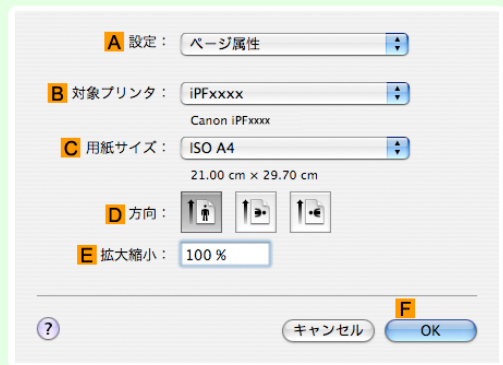 A 設定： ページ属性
B 対象プリンタ： iPFxxxx
Canon iPFxxxx
C 用紙サイズ： ISO A4
21.00 cm × 29.70 cm
D 方向：
E 拡大縮小： 100 %
F
? キャンセル OK